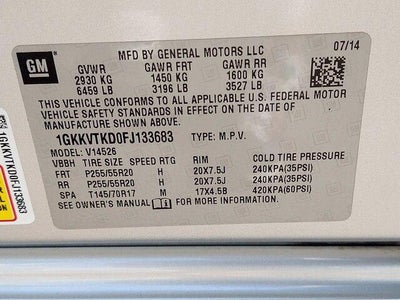 GM
MFD BY GENERAL MOTORS LLC
07/14
GVWR GAWR FRT GAWR RR
2930 KG 1450 KG 1600 KG
6459 LB 3196 LB 3527 LB
THIS VEHICLE CONFORMS TO ALL APPLICABLE U.S. FEDERAL MOTOR
VEHICLE SAFETY AND THEFT PREVENTION STANDARDS
IN EFFECT ON THE DATE OF MANUFACTURE SHOWN ABOVE.
1GKKVTKD0FJ133683 TYPE: M.P.V.
MODEL: V14526
VBBH TIRE SIZE SPEED RTG RIM COLD TIRE PRESSURE
FRT P255/55R20 H 20X7.5J 240KPA(35PSI)
RR P255/55R20 H 20X7.5J 240KPA(35PSI)
SPA T145/70R17 M 17X4.5B 420KPA(60PSI)
SEE OWNER'S MANUAL FOR MORE INFORMATION.
1GKKVTKD0FJ133683